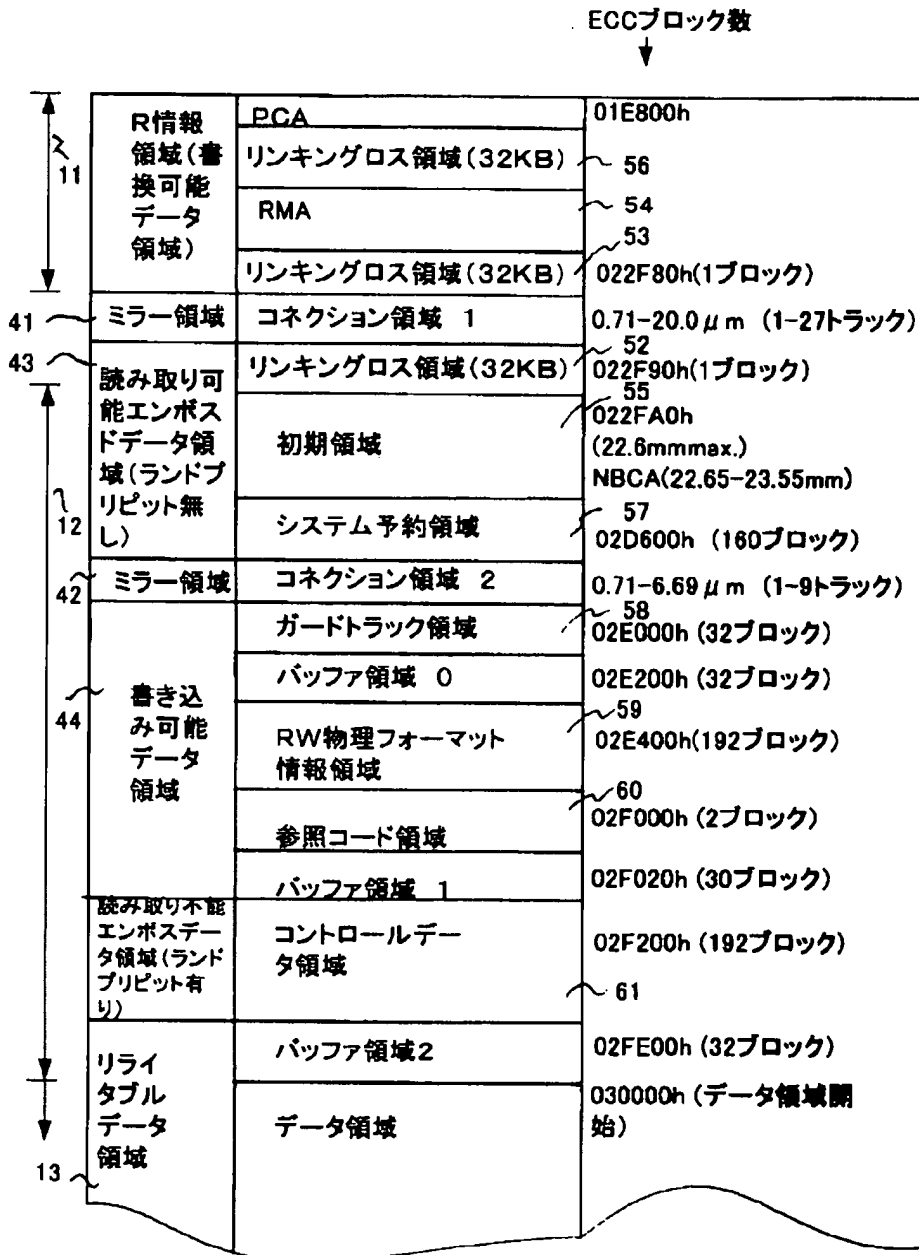 ECCブロック数
R情報
領域(書
換可能
データ
領域)
PCA
01E800h
11
リンキングロス領域(32KB)
56
RMA
54
53
リンキングロス領域(32KB)
022F80h(1ブロック)
41
ミラー領域
コネクション領域 1
0.71-20.0μm (1-27トラック)
43
読み取り可
能エンボス
ドデータ領
域(ランドプ
リピット無
し)
リンキングロス領域(32KB)
52
022F90h(1ブロック)
55
初期領域
022FA0h
(22.6mmmax.)
NBCA(22.65-23.55mm)
12
システム予約領域
57
02D600h (160ブロック)
42
ミラー領域
コネクション領域 2
0.71-6.69μm (1~9トラック)
58
ガードトラック領域
02E000h (32ブロック)
44
書き込
み可能
データ
領域
バッファ領域 0
02E200h (32ブロック)
59
RW物理フォーマット
情報領域
02E400h(192ブロック)
60
参照コード領域
02F000h (2ブロック)
バッファ領域 1
02F020h (30ブロック)
読み取り不能
エンボスデー
タ領域(ランド
プリピット有
り)
コントロールデー
タ領域
02F200h (192ブロック)
61
リライ
タブル
データ
領域
バッファ領域2
02FE00h (32ブロック)
13
データ領域
030000h (データ領域開
始)